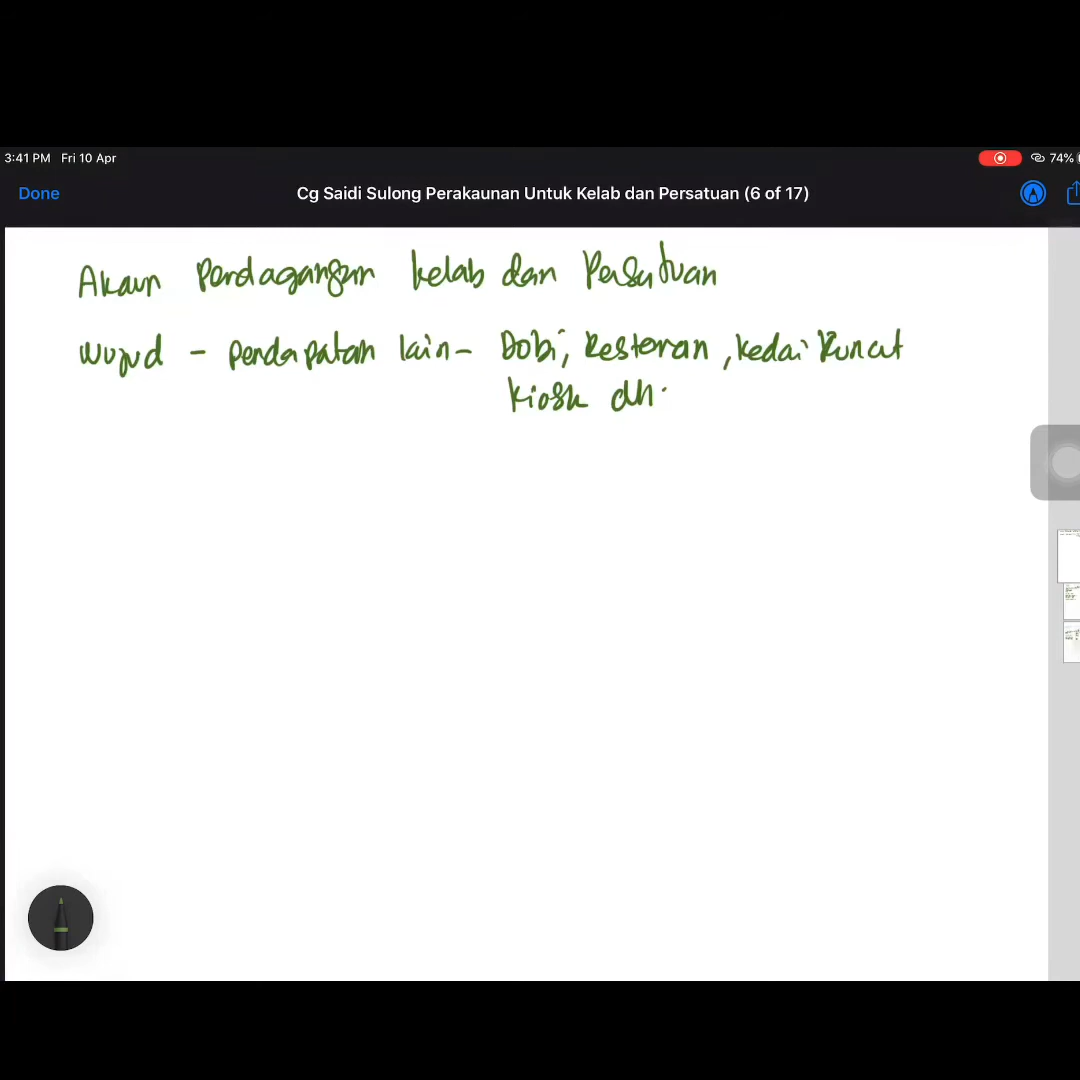 3:41 PM Fri 10 Apr 74%
Done Cg Saidi Sulong Perakaunan Untuk Kelab dan Persatuan (6 of 17)
Akaun Perdagangan Kelab dan Persatuan
Wujud - pendapatan lain - Dobi, Restoran, Kedai Runcit
Kiosk dll.